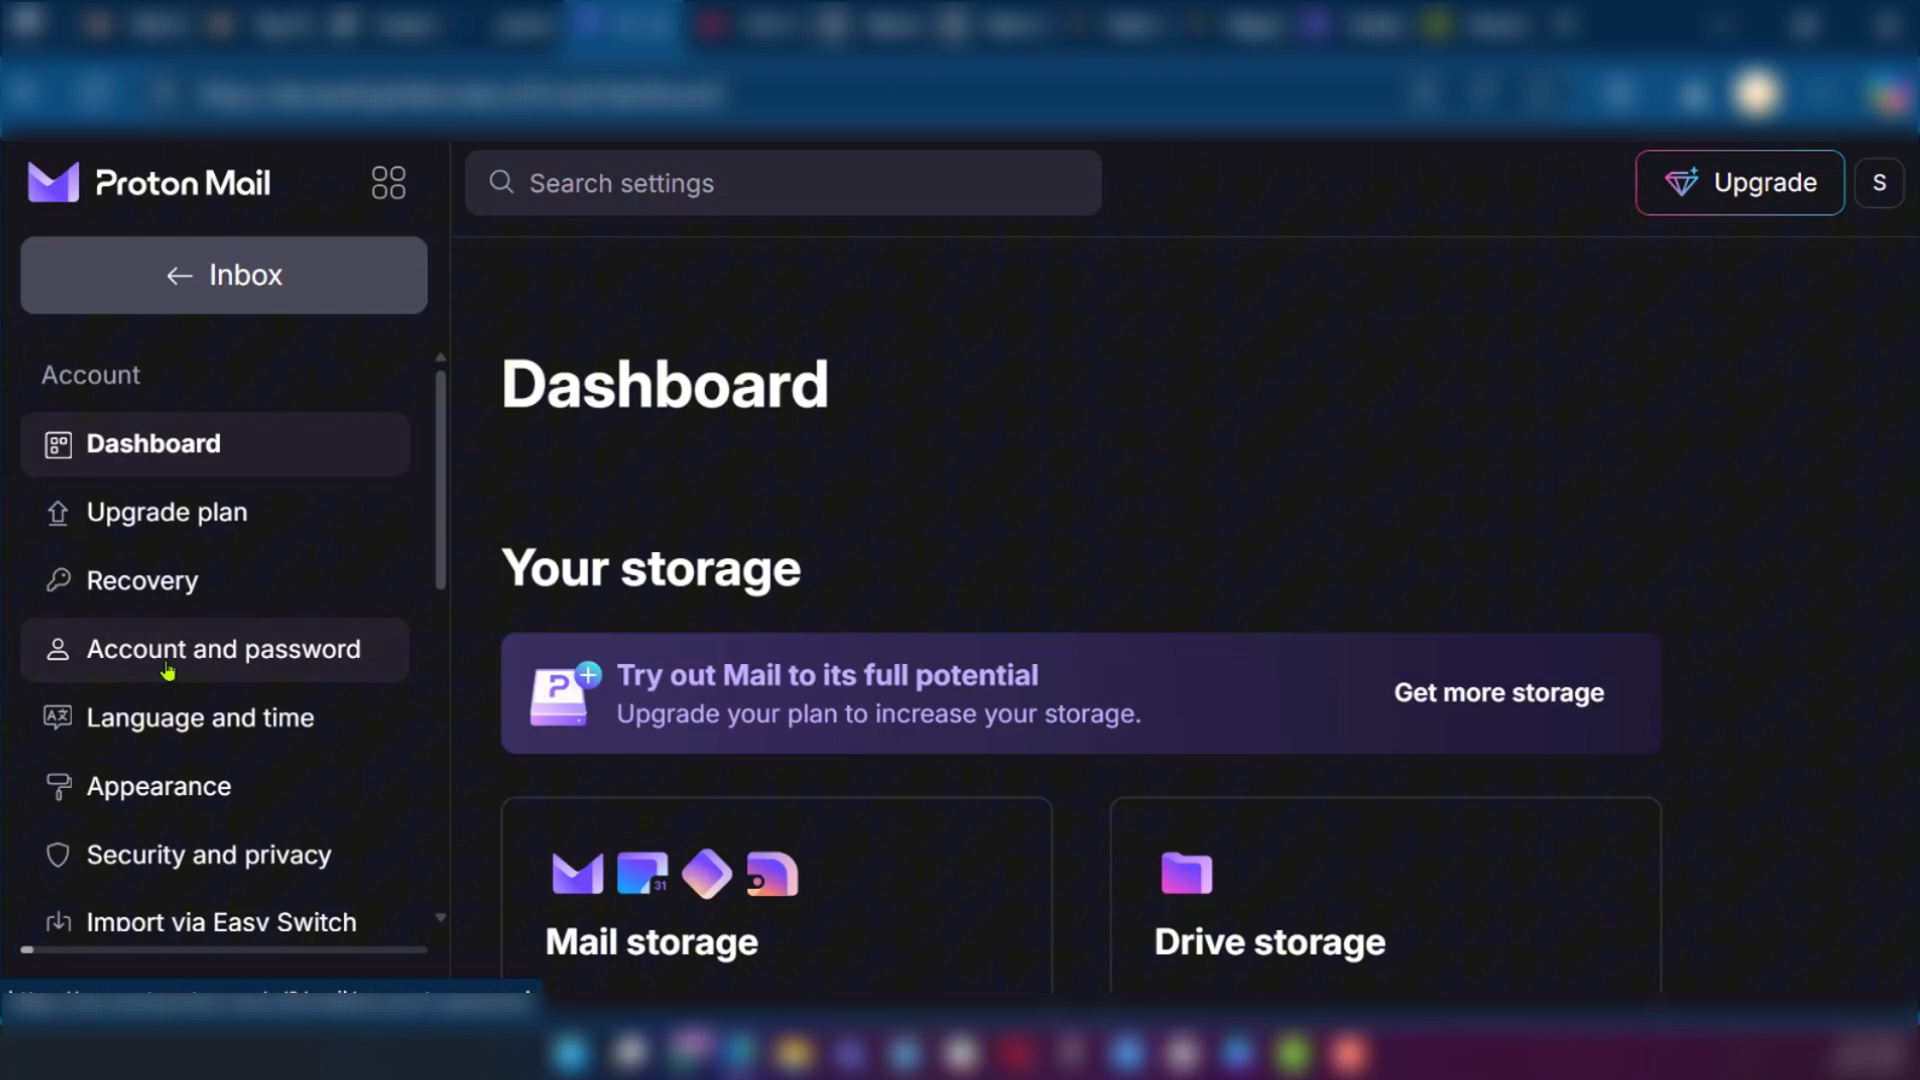 Proton Mail
Search settings
Upgrade
S
Inbox
Account
Dashboard
Upgrade plan
Recovery
Account and password
Language and time
Appearance
Security and privacy
Import via Easy Switch
Dashboard
Your storage
Try out Mail to its full potential
Upgrade your plan to increase your storage.
Get more storage
31
Mail storage
Drive storage